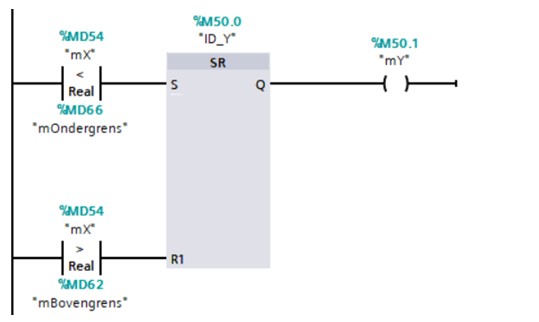 %M50.0
"ID_Y"
%MD54
"mX"
<
Real
%MD66
"mOndergrens"
SR
S
Q
%M50.1
"mY"
( )
%MD54
"mX"
>
Real
%MD62
"mBovengrens"
R1